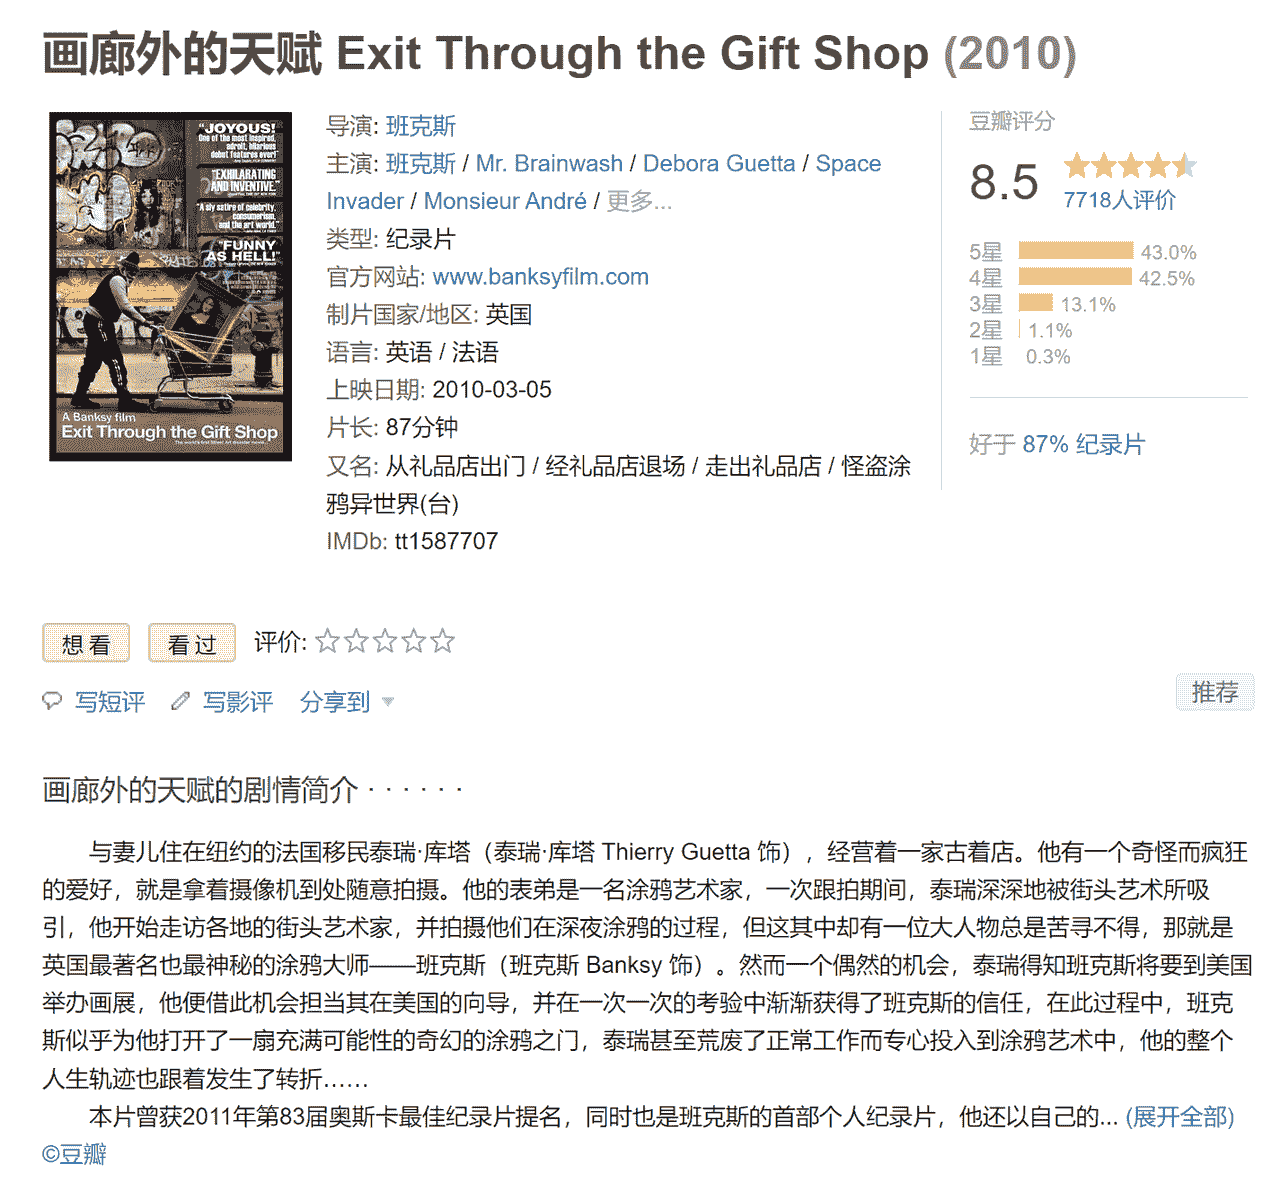 画廊外的天赋 Exit Through the Gift Shop (2010)
"JOYOUS!
One of the most inspired,
adroit, hilarious
debut features ever!"
"EXHILARATING
AND INVENTIVE."
"A sly satire of celebrity,
consumerism,
and the art world."
"FUNNY
AS HELL!"
A Banksy film
Exit Through the Gift Shop
导演: 班克斯
主演: 班克斯 / Mr. Brainwash / Debora Guetta / Space
Invader / Monsieur André / 更多...
类型: 纪录片
官方网站: www.banksyfilm.com
制片国家/地区: 英国
语言: 英语 / 法语
上映日期: 2010-03-05
片长: 87分钟
又名: 从礼品店出门 / 经礼品店退场 / 走出礼品店 / 怪盗涂
鸦异世界(台)
IMDb: tt1587707
豆瓣评分
8.5
7718人评价
5星 43.0%
4星 42.5%
3星 13.1%
2星 1.1%
1星 0.3%
好于 87% 纪录片
想看 看过 评价:
写短评 写影评 分享到
推荐
画廊外的天赋的剧情简介 · · · · · ·
与妻儿住在纽约的法国移民泰瑞·库塔（泰瑞·库塔 Thierry Guetta 饰），经营着一家古着店。他有一个奇怪而疯狂
的爱好，就是拿着摄像机到处随意拍摄。他的表弟是一名涂鸦艺术家，一次跟拍期间，泰瑞深深地被街头艺术所吸
引，他开始走访各地的街头艺术家，并拍摄他们在深夜涂鸦的过程，但这其中却有一位大人物总是苦寻不得，那就是
英国最著名也最神秘的涂鸦大师——班克斯（班克斯 Banksy 饰）。然而一个偶然的机会，泰瑞得知班克斯将要到美国
举办画展，他便借此机会担当其在美国的向导，并在一次一次的考验中渐渐获得了班克斯的信任，在此过程中，班克
斯似乎为他打开了一扇充满可能性的奇幻的涂鸦之门，泰瑞甚至荒废了正常工作而专心投入到涂鸦艺术中，他的整个
人生轨迹也跟着发生了转折……
本片曾获2011年第83届奥斯卡最佳纪录片提名，同时也是班克斯的首部个人纪录片，他还以自己的... (展开全部)
©豆瓣